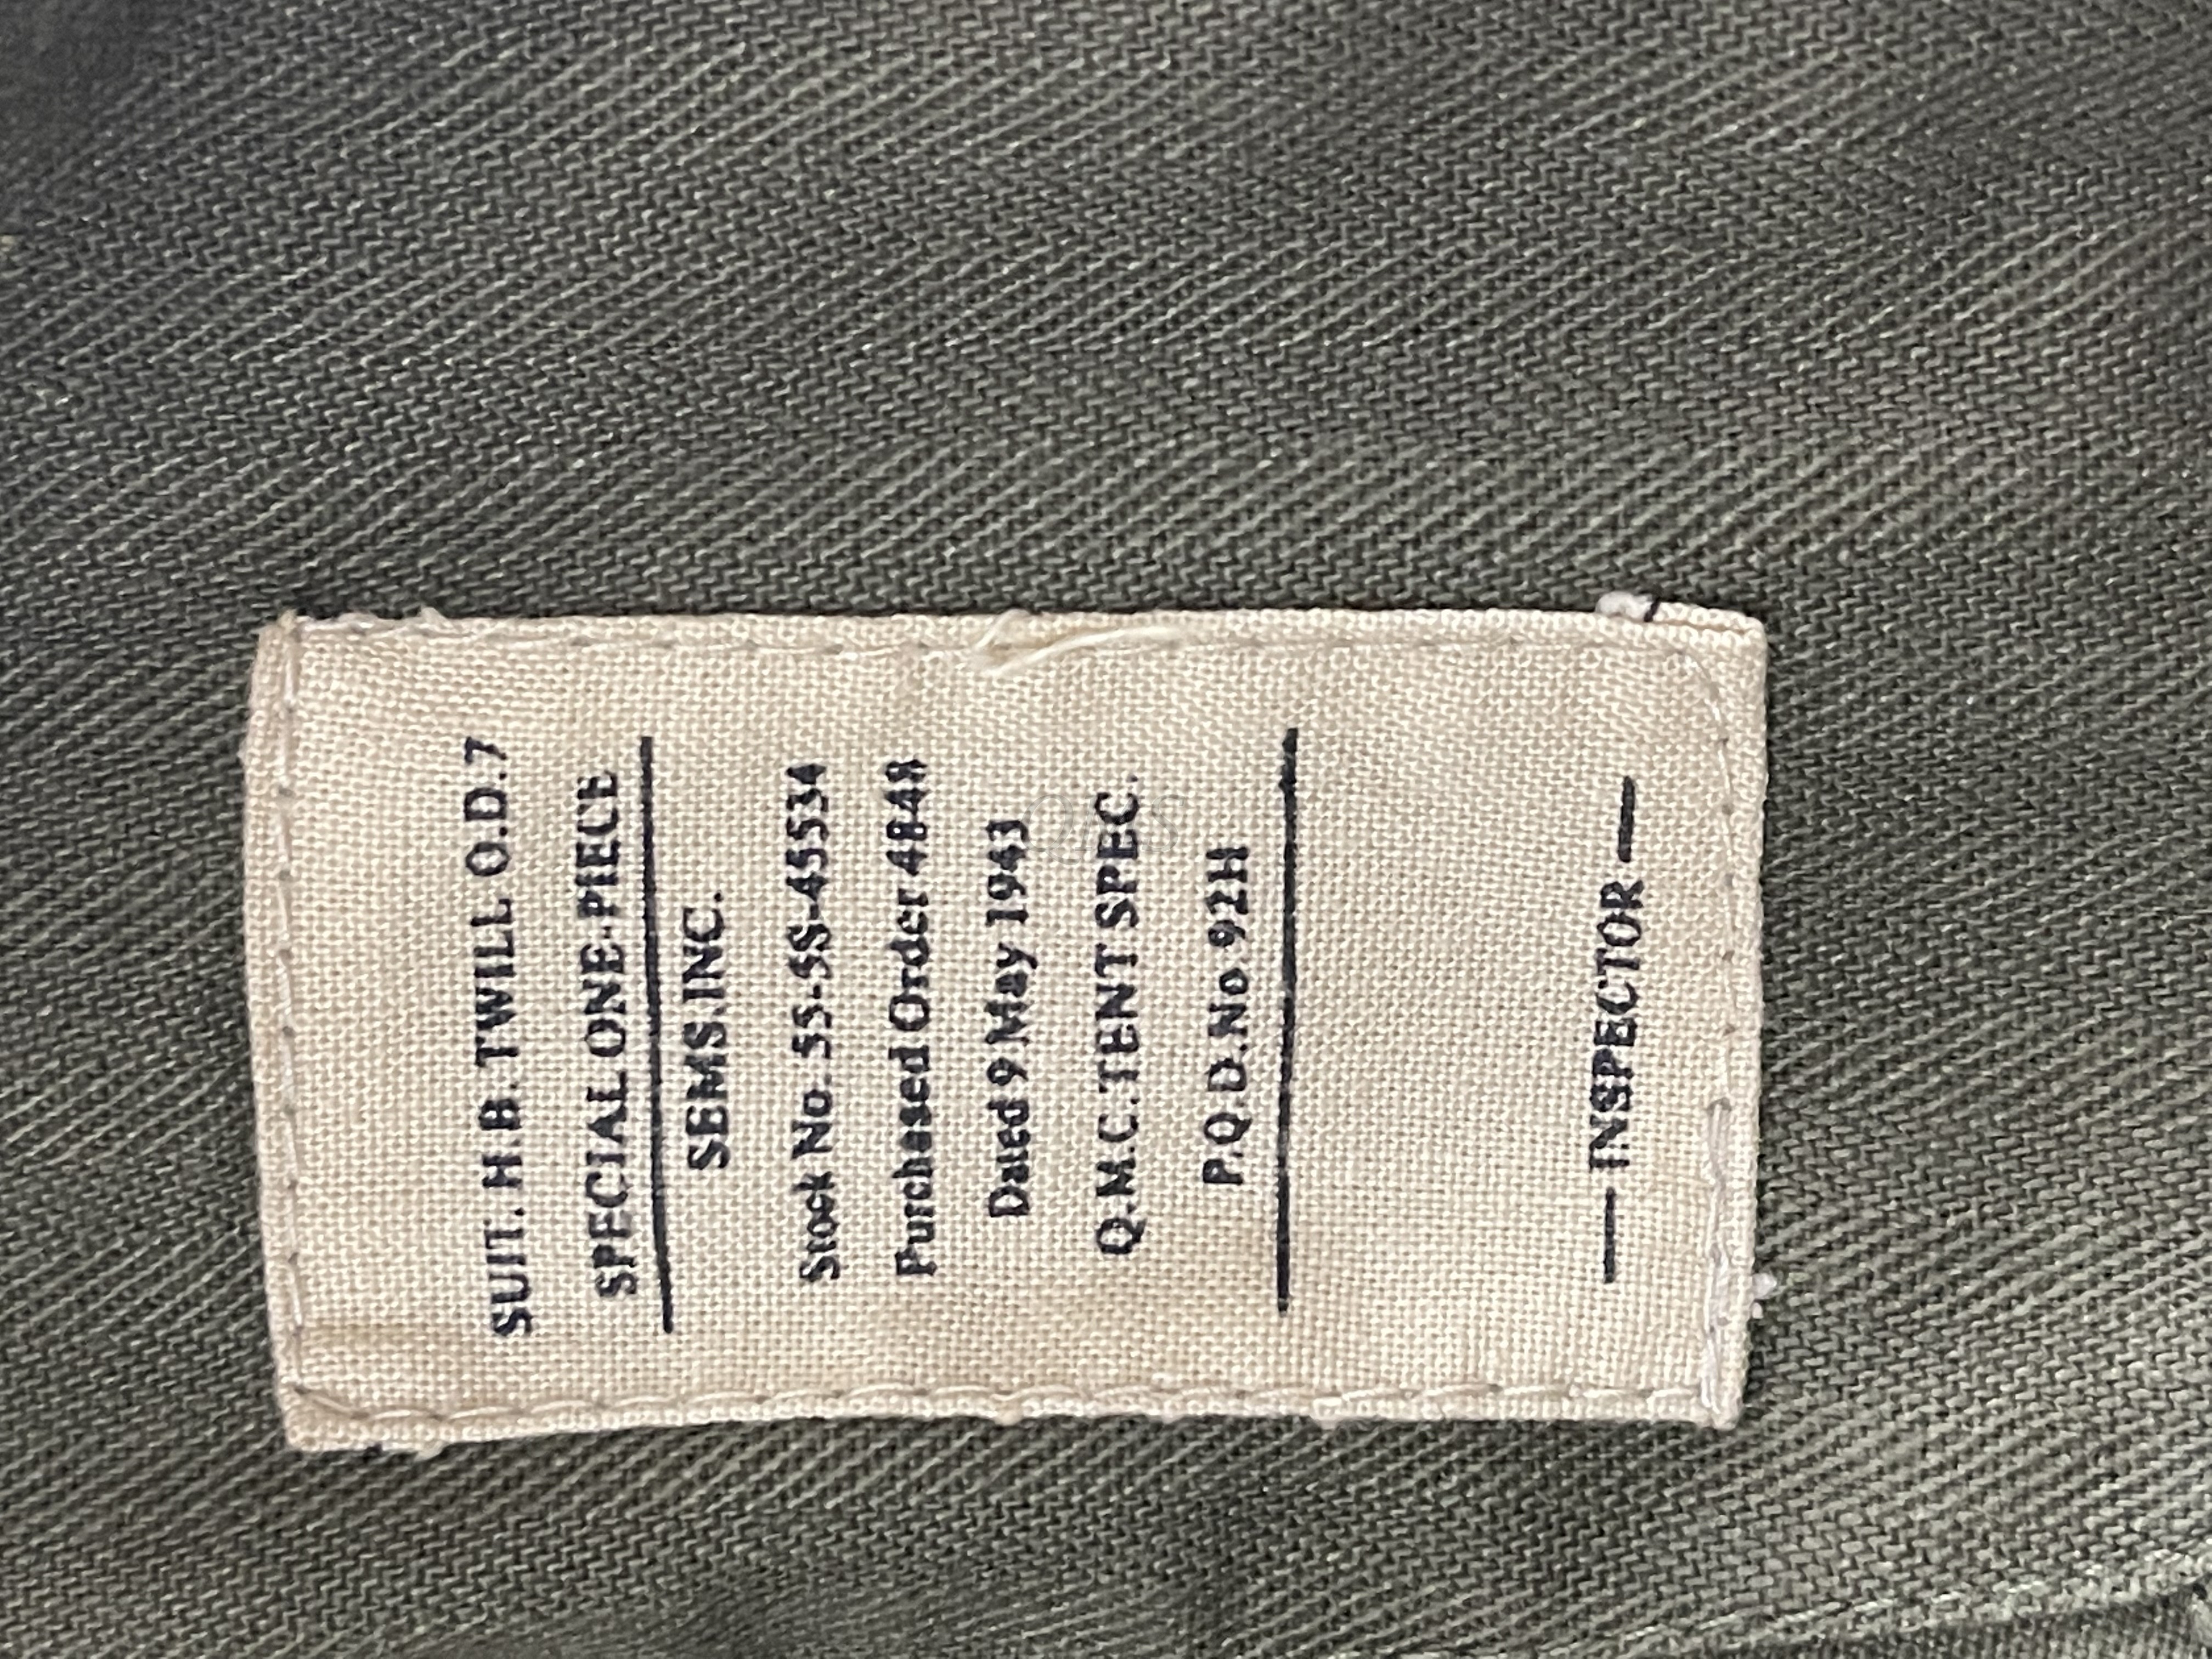 SUIT. H.B. TWILL O.D.7
SPECIAL ONE-PIECE
SEMS.INC.
Stock No. 55-SS-45534
Purchased Order 4848
Dated 9 May 1943
Q.M.C. TENT SPEC.
P.Q.D.No 92H
— INSPECTOR —